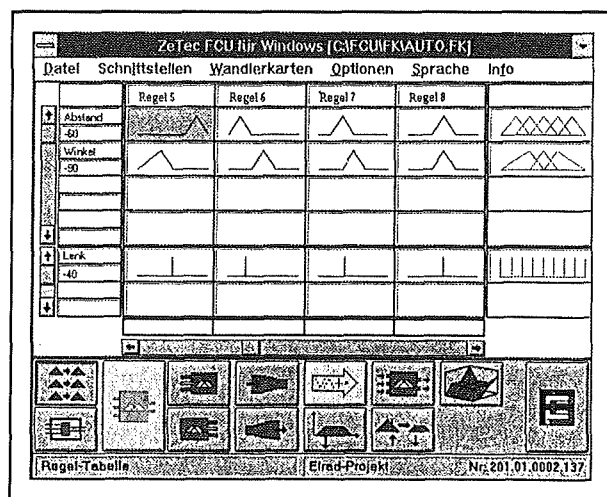 ZeTec FCU für Windows [C:\FCU\FK\AUTO.FK]
Datei Schnittstellen Wandlerkarten Optionen Sprache Info
Regel 5 Regel 6 Regel 7 Regel 8
Abstand
-60
Winkel
-90
Lenk
-40
Regel-Tabelle Elrad-Projekt Nr. 201.01.0002.137